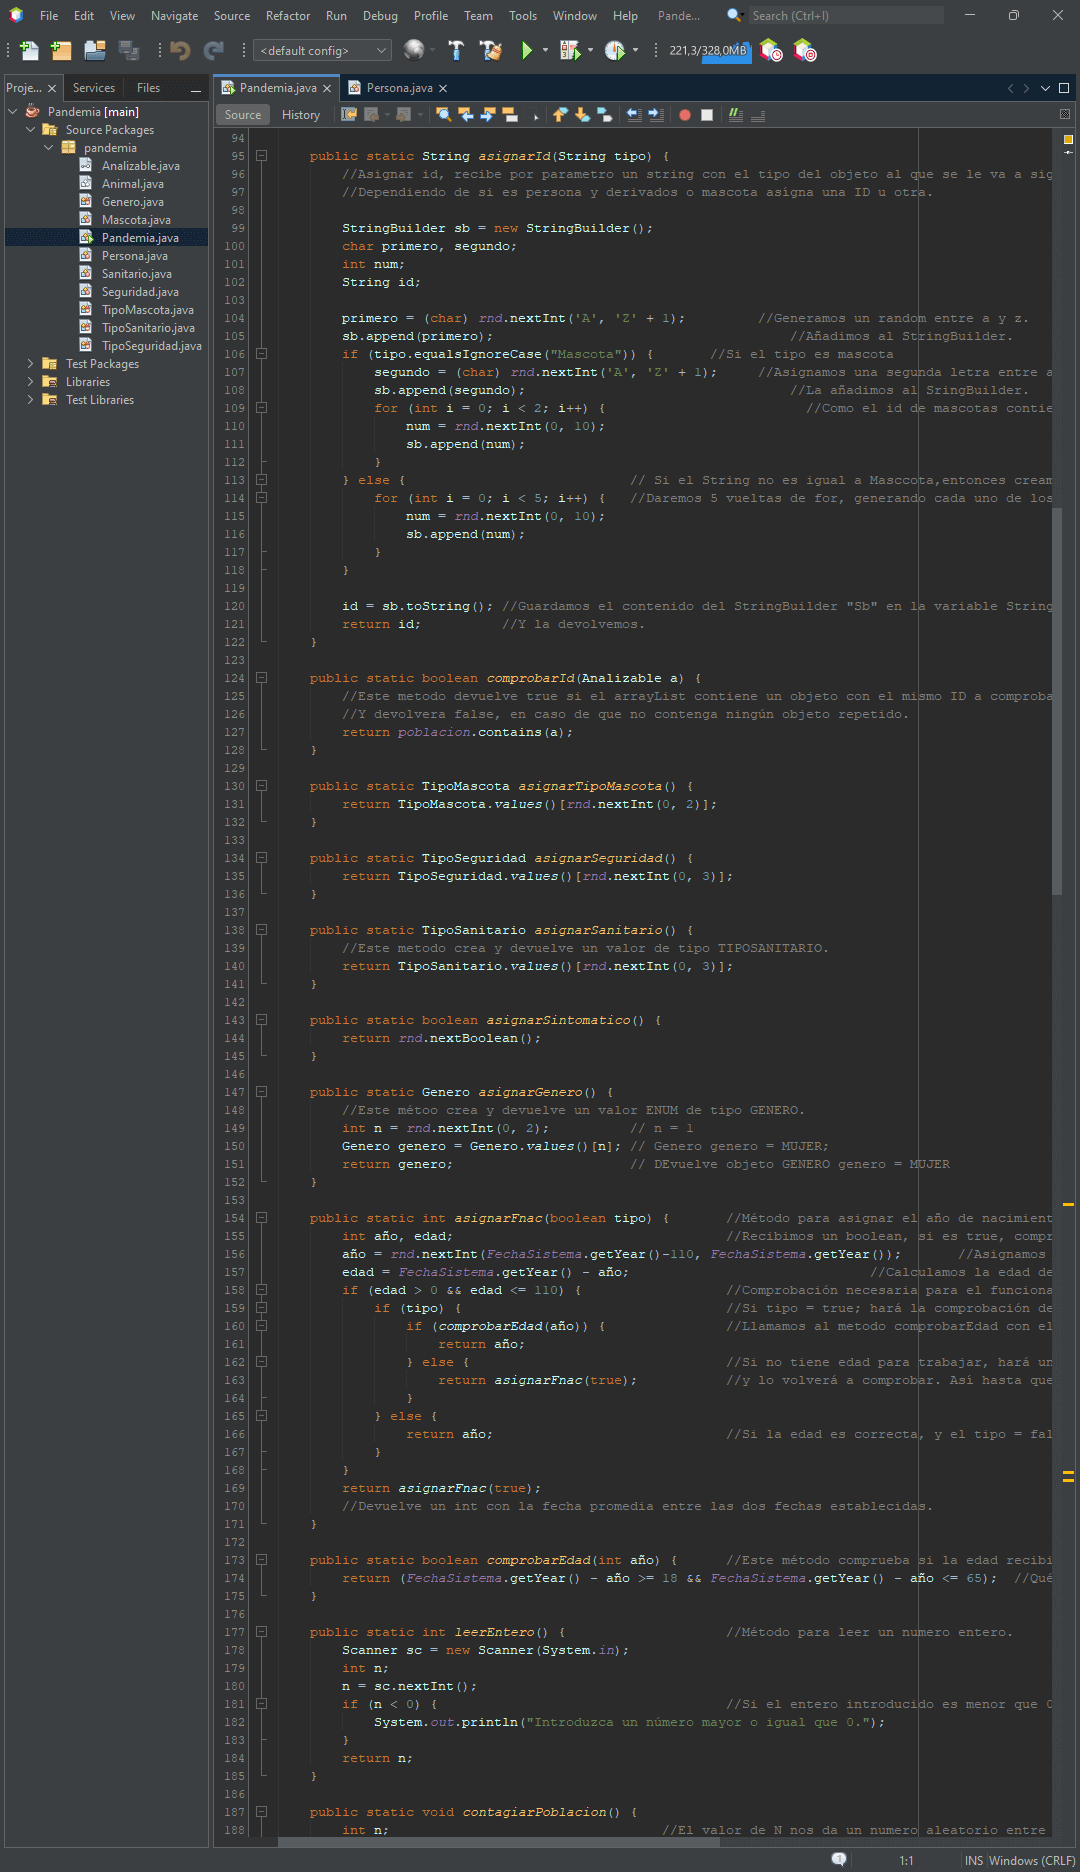 File Edit View Navigate Source Refactor Run Debug Profile Team Tools Window Help Pande... Search (Ctrl+I)
<default config> 221,3/328,0MB
Proje... Services Files
Pandemia.java Persona.java
Source History
Pandemia [main]
Source Packages
pandemia
Analizable.java
Animal.java
Genero.java
Mascota.java
Pandemia.java
Persona.java
Sanitario.java
Seguridad.java
TipoMascota.java
TipoSanitario.java
TipoSeguridad.java
Test Packages
Libraries
Test Libraries
94
95 public static String asignarId(String tipo) {
96 //Asignar id, recibe por parametro un string con el tipo del objeto al que se le va a sig
97 //Dependiendo de si es persona y derivados o mascota asigna una ID u otra.
98
99 StringBuilder sb = new StringBuilder();
100 char primero, segundo;
101 int num;
102 String id;
103
104 primero = (char) rnd.nextInt('A', 'Z' + 1); //Generamos un random entre a y z.
105 sb.append(primero); //Añadimos al StringBuilder.
106 if (tipo.equalsIgnoreCase("Mascota")) { //Si el tipo es mascota
107 segundo = (char) rnd.nextInt('A', 'Z' + 1); //Asignamos una segunda letra entre a
108 sb.append(segundo); //La añadimos al SringBuilder.
109 for (int i = 0; i < 2; i++) { //Como el id de mascotas contie
110 num = rnd.nextInt(0, 10);
111 sb.append(num);
112 }
113 } else { // Si el String no es igual a Masccota,entonces cream
114 for (int i = 0; i < 5; i++) { //Daremos 5 vueltas de for, generando cada uno de los
115 num = rnd.nextInt(0, 10);
116 sb.append(num);
117 }
118 }
119
120 id = sb.toString(); //Guardamos el contenido del StringBuilder "Sb" en la variable String
121 return id; //Y la devolvemos.
122 }
123
124 public static boolean comprobarId(Analizable a) {
125 //Este metodo devuelve true si el arrayList contiene un objeto con el mismo ID a comproba
126 //Y devolvera false, en caso de que no contenga ningún objeto repetido.
127 return poblacion.contains(a);
128 }
129
130 public static TipoMascota asignarTipoMascota() {
131 return TipoMascota.values()[rnd.nextInt(0, 2)];
132 }
133
134 public static TipoSeguridad asignarSeguridad() {
135 return TipoSeguridad.values()[rnd.nextInt(0, 3)];
136 }
137
138 public static TipoSanitario asignarSanitario() {
139 //Este metodo crea y devuelve un valor de tipo TIPOSANITARIO.
140 return TipoSanitario.values()[rnd.nextInt(0, 3)];
141 }
142
143 public static boolean asignarSintomatico() {
144 return rnd.nextBoolean();
145 }
146
147 public static Genero asignarGenero() {
148 //Este métoo crea y devuelve un valor ENUM de tipo GENERO.
149 int n = rnd.nextInt(0, 2); // n = 1
150 Genero genero = Genero.values()[n]; // Genero genero = MUJER;
151 return genero; // DEvuelve objeto GENERO genero = MUJER
152 }
153
154 public static int asignarFnac(boolean tipo) { //Método para asignar el año de nacimient
155 int año, edad; //Recibimos un boolean, si es true, compr
156 año = rnd.nextInt(FechaSistema.getYear()-110, FechaSistema.getYear()); //Asignamos
157 edad = FechaSistema.getYear() - año; //Calculamos la edad de
158 if (edad > 0 && edad <= 110) { //Comprobación necesaria para el funciona
159 if (tipo) { //Si tipo = true; hará la comprobación de
160 if (comprobarEdad(año)) { //Llamamos al metodo comprobarEdad con el
161 return año;
162 } else { //Si no tiene edad para trabajar, hará un
163 return asignarFnac(true); //y lo volverá a comprobar. Así hasta que
164 }
165 } else {
166 return año; //Si la edad es correcta, y el tipo = fal
167 }
168 }
169 return asignarFnac(true);
170 //Devuelve un int con la fecha promedia entre las dos fechas establecidas.
171 }
172
173 public static boolean comprobarEdad(int año) { //Este método comprueba si la edad recibi
174 return (FechaSistema.getYear() - año >= 18 && FechaSistema.getYear() - año <= 65); //Qué
175 }
176
177 public static int leerEntero() { //Método para leer un numero entero.
178 Scanner sc = new Scanner(System.in);
179 int n;
180 n = sc.nextInt();
181 if (n < 0) { //Si el entero introducido es menor que 0
182 System.out.println("Introduzca un número mayor o igual que 0.");
183 }
184 return n;
185 }
186
187 public static void contagiarPoblacion() {
188 int n; //El valor de N nos da un numero aleatorio entre
1:1 INS Windows (CRLF)